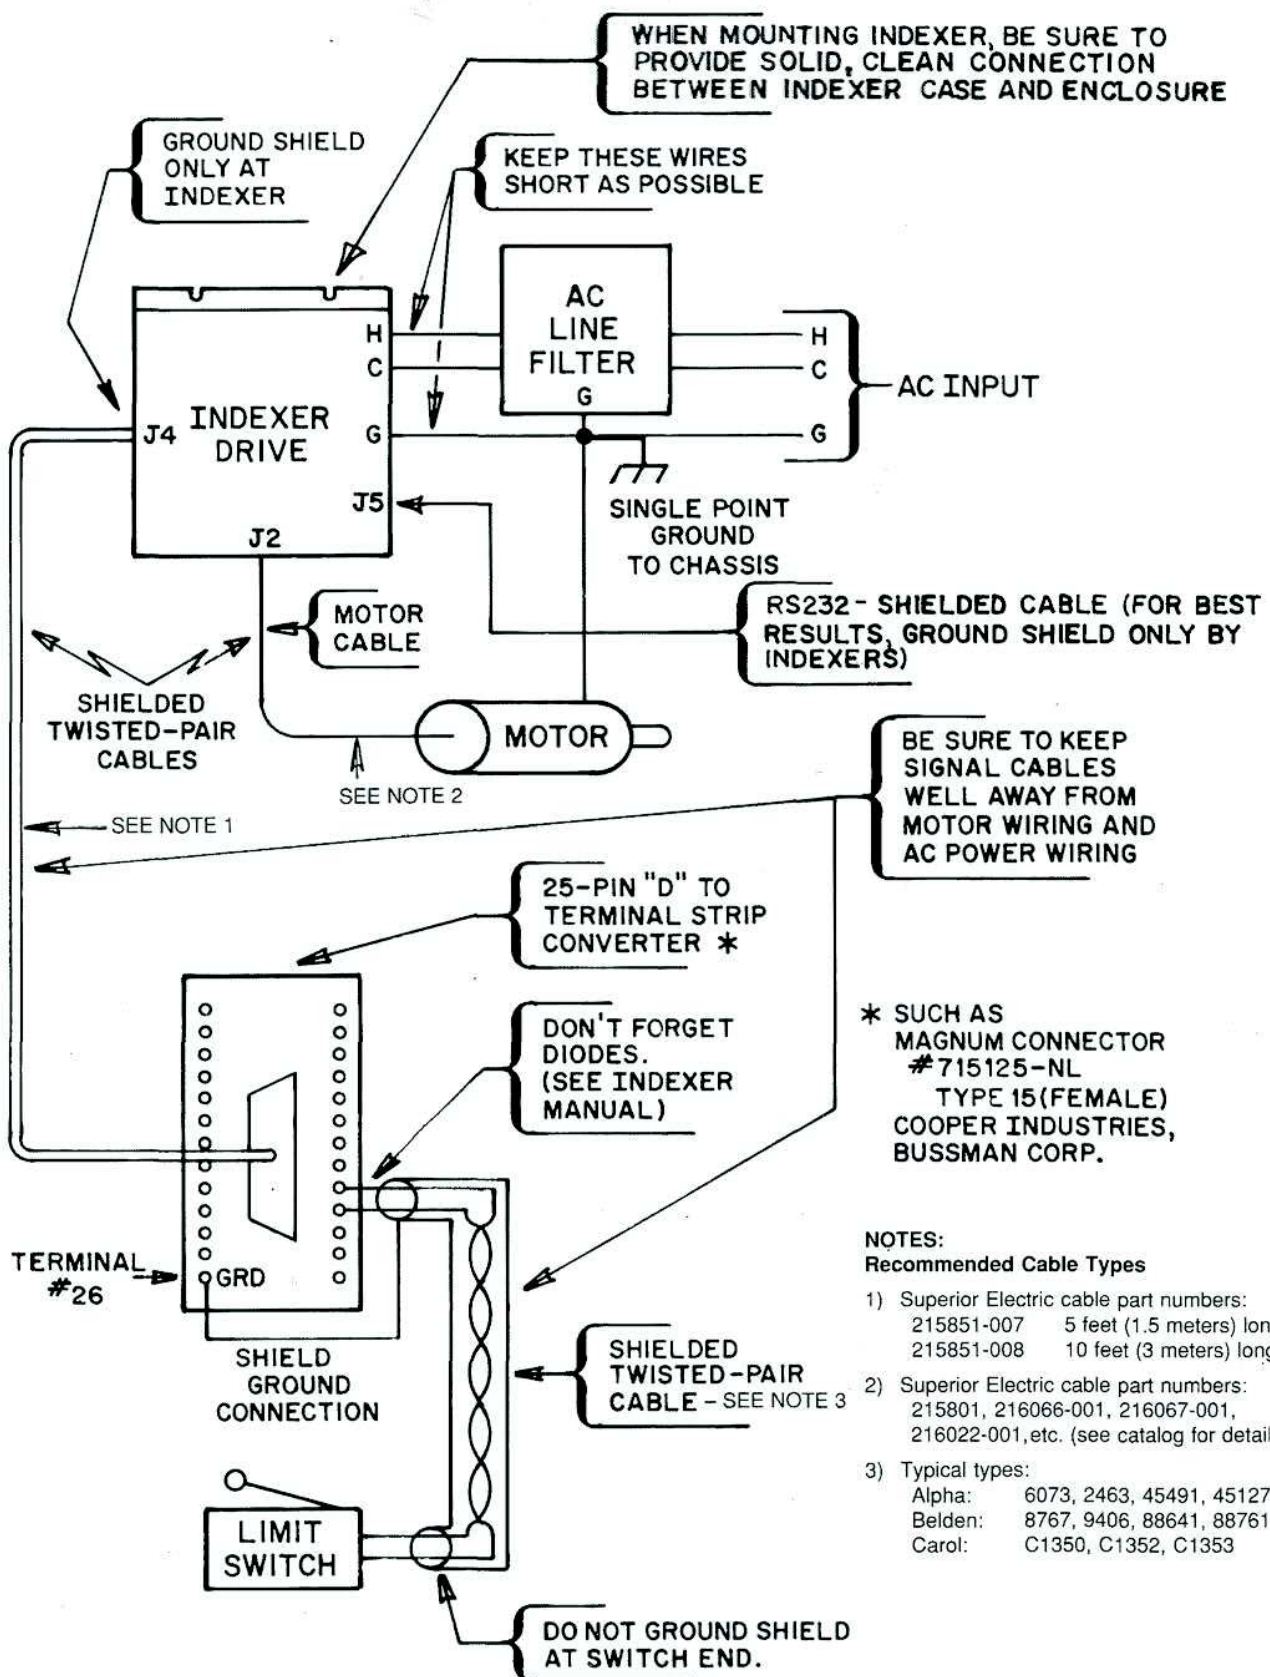 WHEN MOUNTING INDEXER, BE SURE TO
PROVIDE SOLID, CLEAN CONNECTION
BETWEEN INDEXER CASE AND ENCLOSURE
GROUND SHIELD
ONLY AT
INDEXER
KEEP THESE WIRES
SHORT AS POSSIBLE
AC
LINE
FILTER
G
H
C
G
H
C
G
AC INPUT
J4
INDEXER
DRIVE
J5
J2
SINGLE POINT
GROUND
TO CHASSIS
MOTOR
CABLE
RS232- SHIELDED CABLE (FOR BEST
RESULTS, GROUND SHIELD ONLY BY
INDEXERS)
SHIELDED
TWISTED-PAIR
CABLES
MOTOR
SEE NOTE 2
SEE NOTE 1
BE SURE TO KEEP
SIGNAL CABLES
WELL AWAY FROM
MOTOR WIRING AND
AC POWER WIRING
25-PIN "D" TO
TERMINAL STRIP
CONVERTER *
DON'T FORGET
DIODES.
(SEE INDEXER
MANUAL)
* SUCH AS
MAGNUM CONNECTOR
#715125-NL
TYPE 15(FEMALE)
COOPER INDUSTRIES,
BUSSMAN CORP.
TERMINAL
#26
GRD
SHIELD
GROUND
CONNECTION
SHIELDED
TWISTED-PAIR
CABLE - SEE NOTE 3
LIMIT
SWITCH
DO NOT GROUND SHIELD
AT SWITCH END.
NOTES:
Recommended Cable Types
1) Superior Electric cable part numbers:
215851-007 5 feet (1.5 meters) lon
215851-008 10 feet (3 meters) long
2) Superior Electric cable part numbers:
215801, 216066-001, 216067-001,
216022-001, etc. (see catalog for detail
3) Typical types:
Alpha: 6073, 2463, 45491, 45127
Belden: 8767, 9406, 88641, 88761
Carol: C1350, C1352, C1353